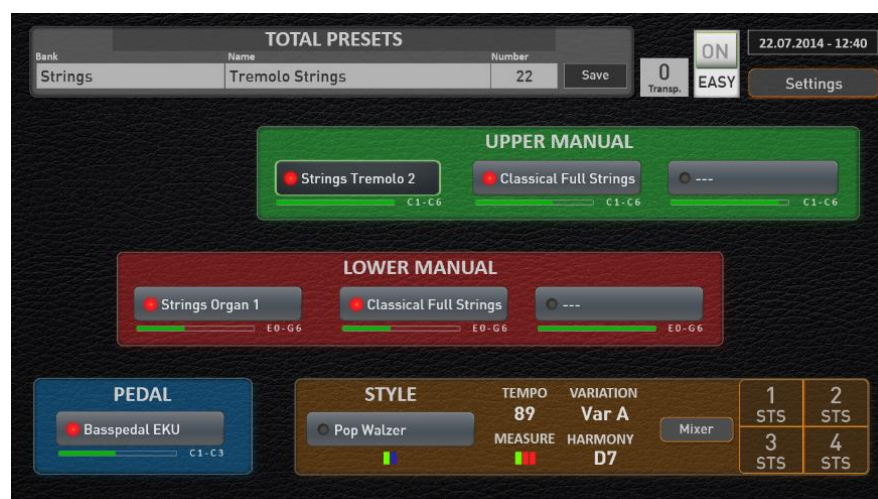 TOTAL PRESETS
Bank Name Number
Strings Tremolo Strings 22 Save
0
Transp.
ON
EASY
22.07.2014 - 12:40
Settings
UPPER MANUAL
Strings Tremolo 2 Classical Full Strings ---
C1-C6 C1-C6 C1-C6
LOWER MANUAL
Strings Organ 1 Classical Full Strings ---
E0-G6 E0-G6 E0-G6
PEDAL
Basspedal EKU
C1-C3
STYLE
Pop Walzer
TEMPO VARIATION
89 Var A
MEASURE HARMONY
D7
Mixer
1 2
STS STS
3 4
STS STS